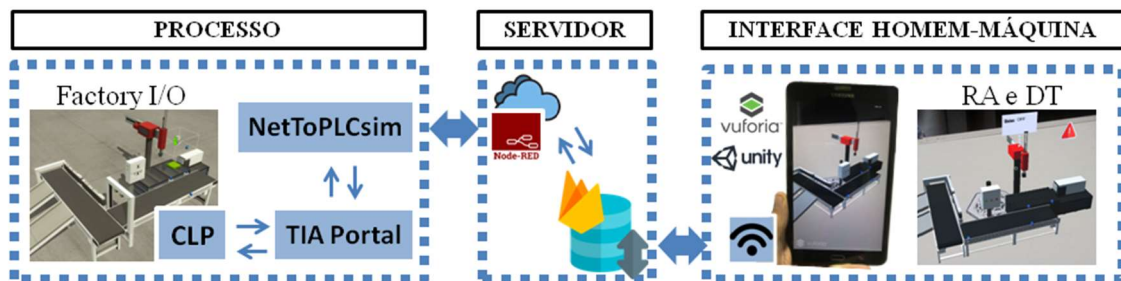 PROCESSO
SERVIDOR
INTERFACE HOMEM-MÁQUINA
Factory I/O
NetToPLCsim
CLP
TIA Portal
Node-RED
vuforia
unity
RA e DT